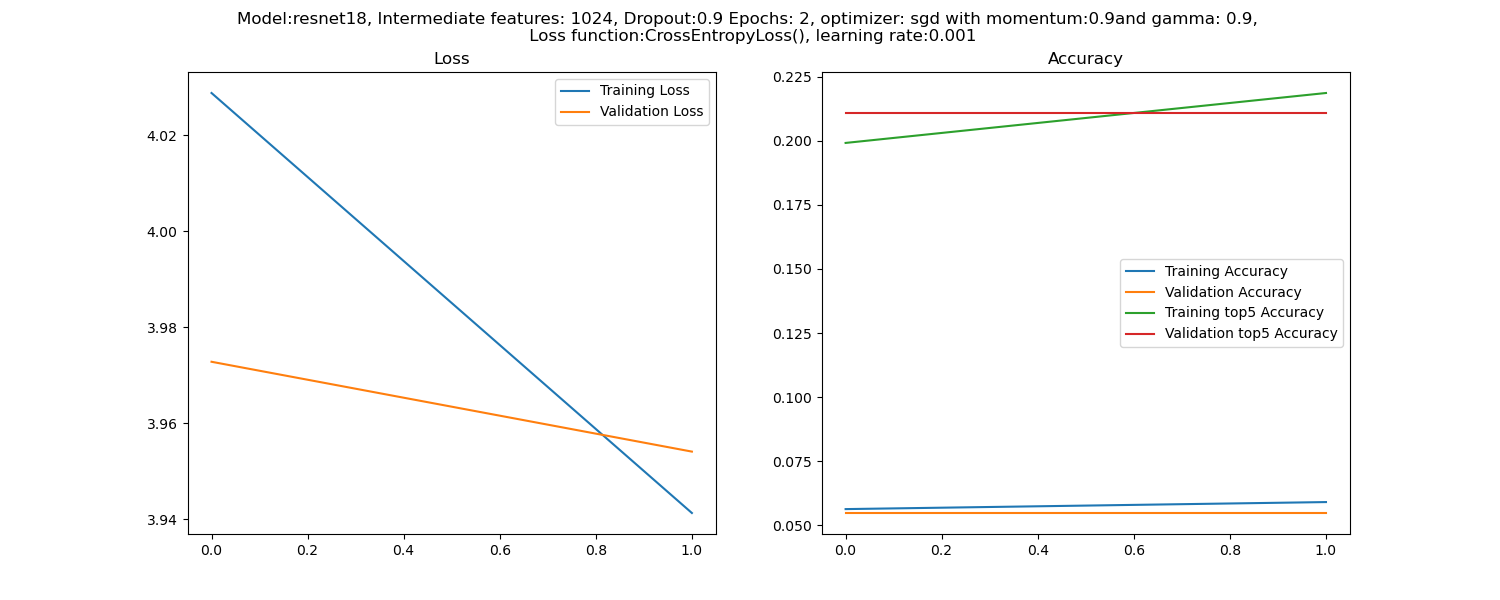 Model:resnet18, Intermediate features: 1024, Dropout:0.9 Epochs: 2, optimizer: sgd with momentum:0.9and gamma: 0.9,
Loss function:CrossEntropyLoss(), learning rate:0.001
Loss
Training Loss
Validation Loss
4.02
4.00
3.98
3.96
3.94
0.0 0.2 0.4 0.6 0.8 1.0
Accuracy
0.225
0.200
0.175
0.150
0.125
0.100
0.075
0.050
Training Accuracy
Validation Accuracy
Training top5 Accuracy
Validation top5 Accuracy
0.0 0.2 0.4 0.6 0.8 1.0